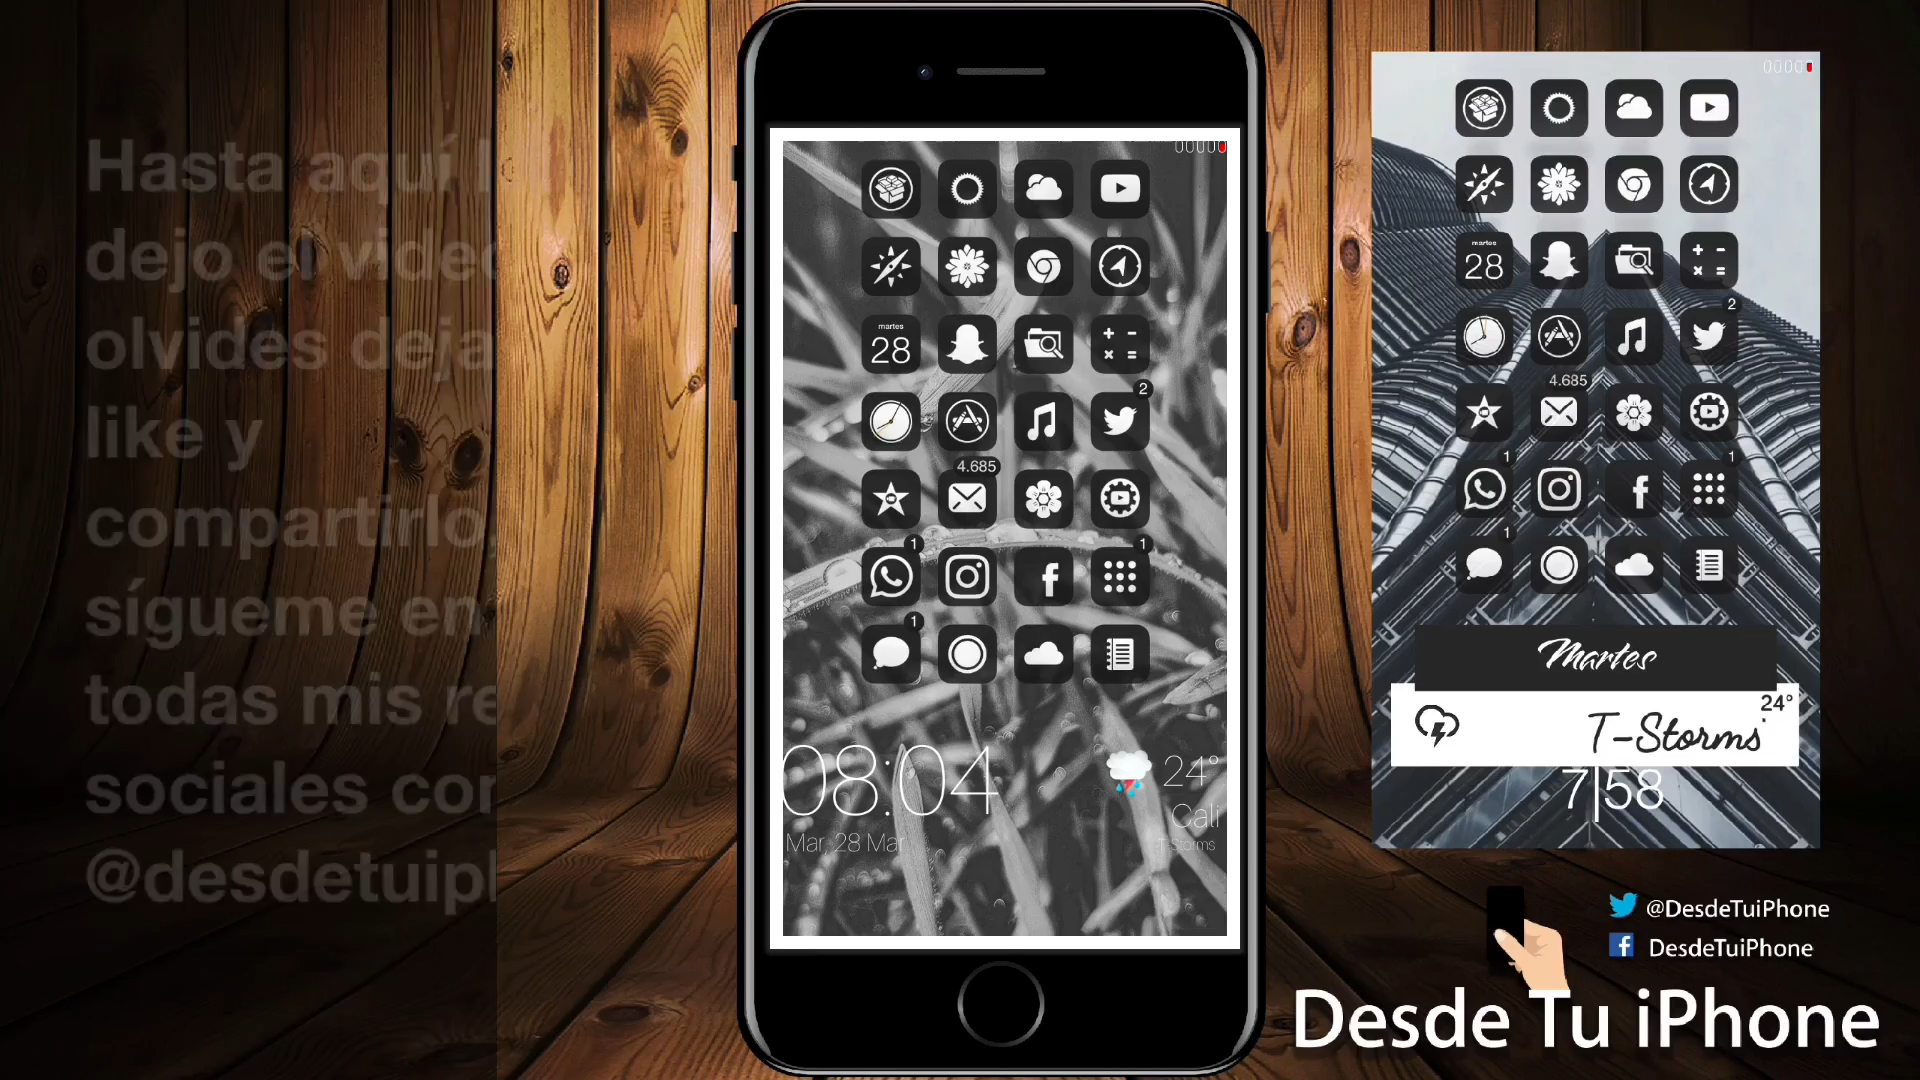 Hasta aquí l
dejo el vide
olvides deja
like y
compartirlo,
sígueme en
todas mis re
sociales co
@desdetuip
martes
28
2
4.685
1
1
1
08:04
24°
Cali
Mar, 28 Mar
T-Storms
martes
28
2
4.685
1
1
1
Martes
24°
T-Storms
7|58
@DesdeTuiPhone
DesdeTuiPhone
Desde Tu iPhone